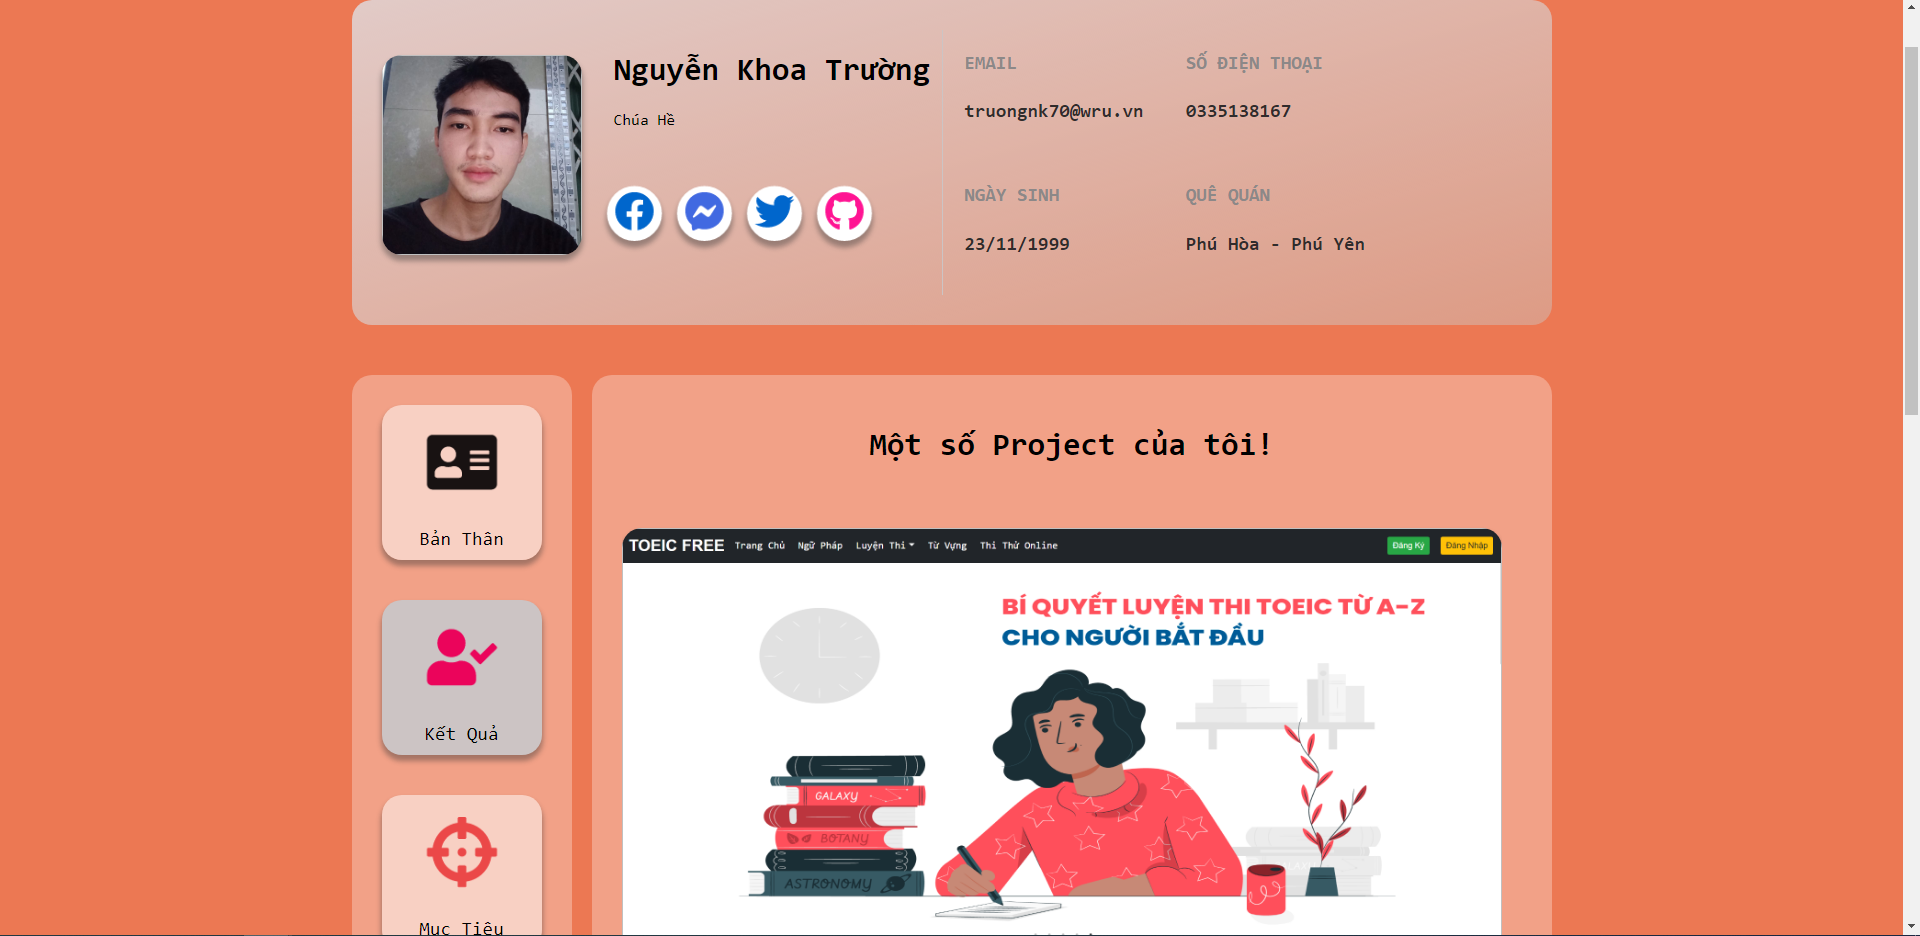 Nguyễn Khoa Trường
Chúa Hề
EMAIL
truongnk70@wru.vn
SỐ ĐIỆN THOẠI
0335138167
NGÀY SINH
23/11/1999
QUÊ QUÁN
Phú Hòa - Phú Yên
Bản Thân
Kết Quả
Mục Tiêu
Một số Project của tôi!
TOEIC FREE Trang Chủ Ngữ Pháp Luyện Thi Từ Vựng Thi Thử Online Đăng Ký Đăng Nhập
BÍ QUYẾT LUYỆN THI TOEIC TỪ A-Z
CHO NGƯỜI BẮT ĐẦU
GALAXY
BOTANY
ASTRONOMY